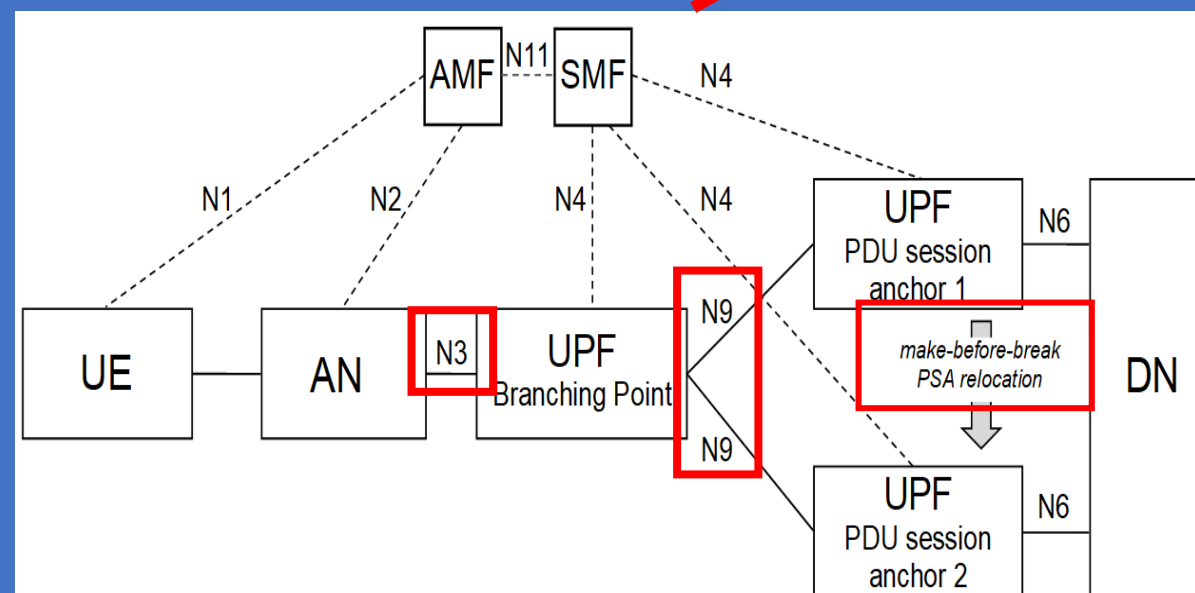 AMF
N11
SMF
N4
N1
N2
N4
N4
UPF
PDU session
anchor 1
N6
UE
AN
N3
UPF
Branching Point
N9
N9
make-before-break
PSA relocation
DN
UPF
PDU session
anchor 2
N6